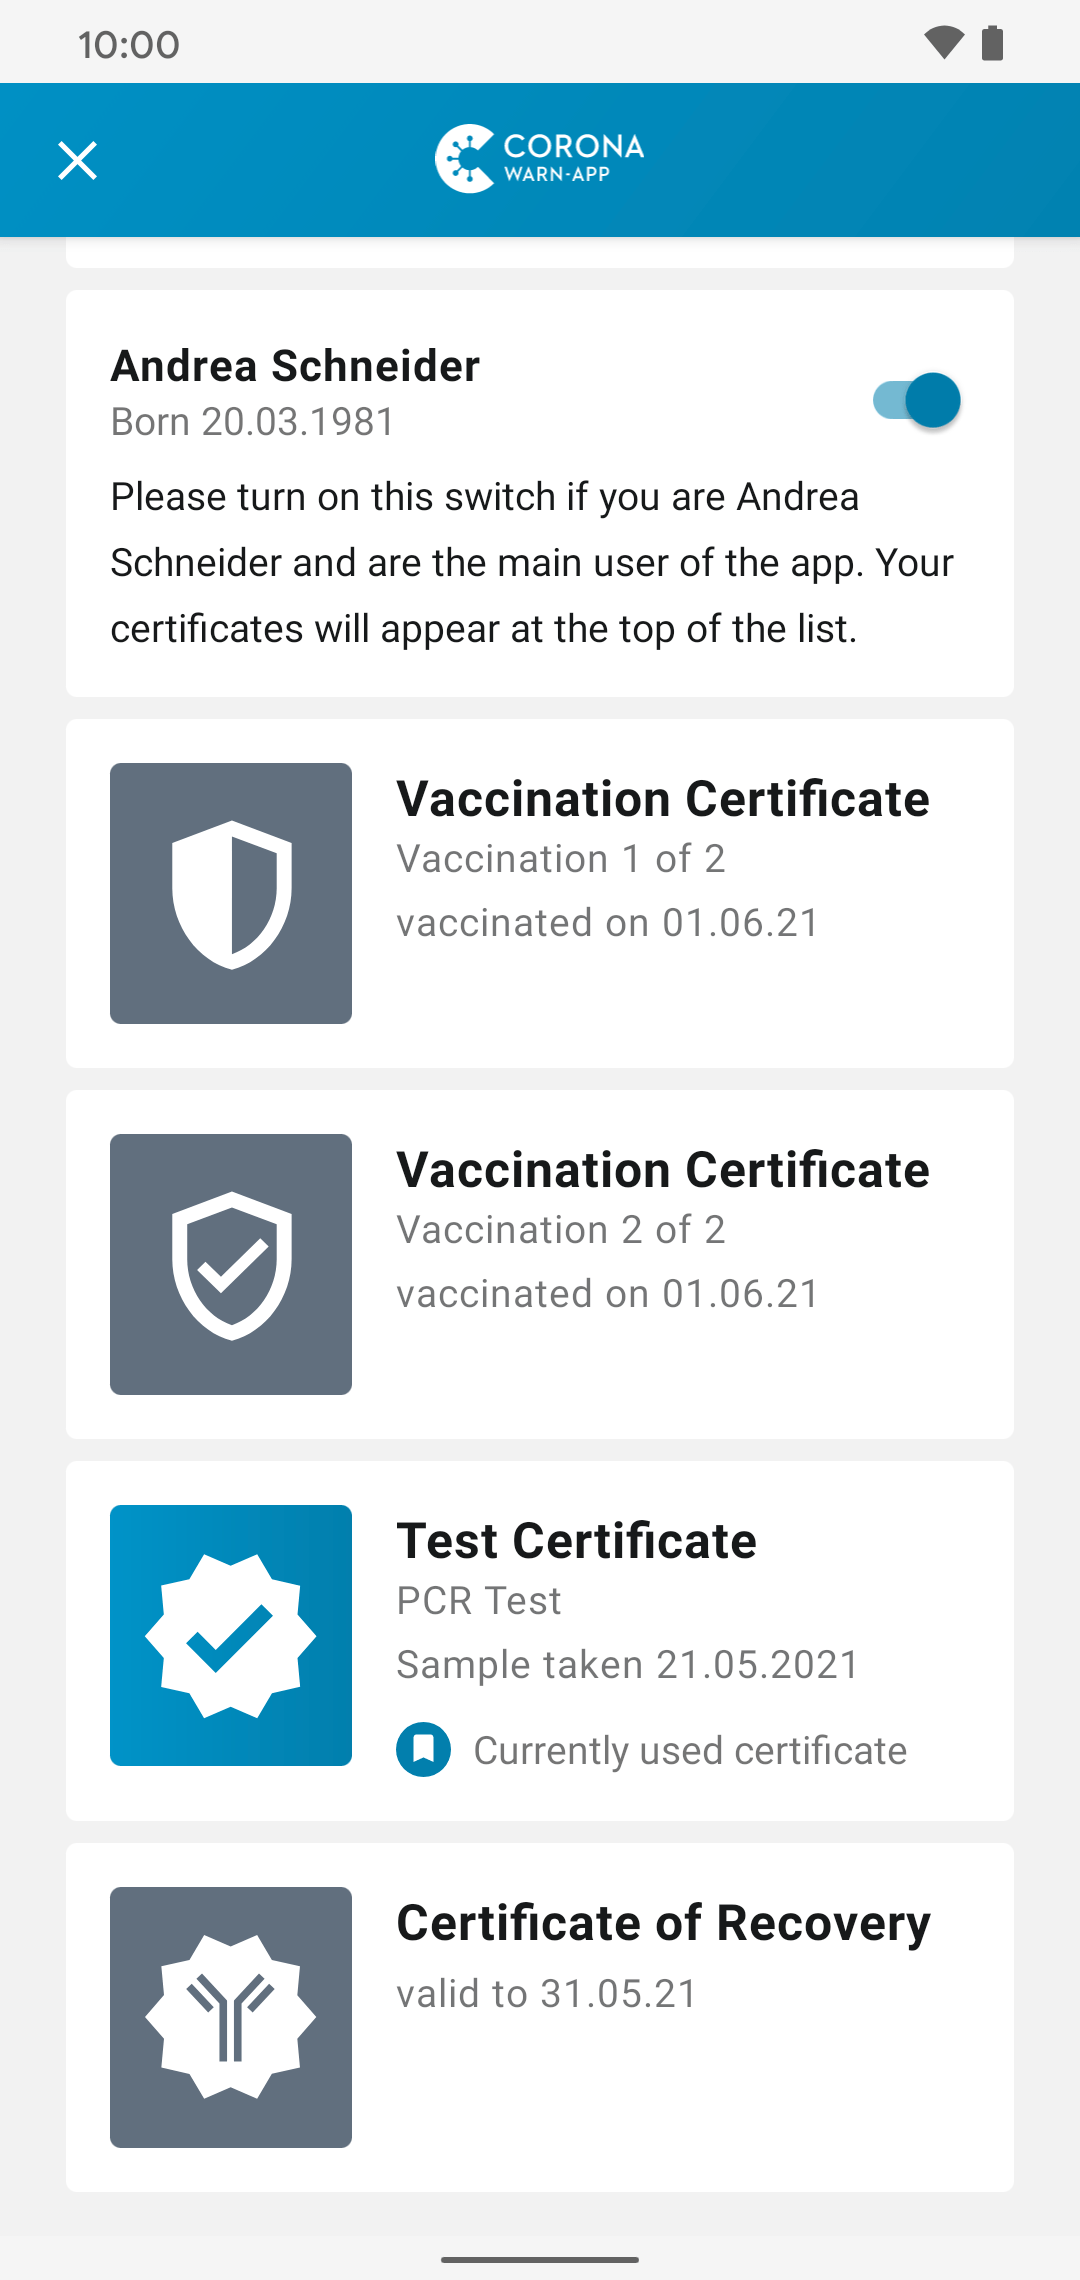 10:00
CORONA
WARN-APP
Andrea Schneider
Born 20.03.1981
Please turn on this switch if you are Andrea
Schneider and are the main user of the app. Your
certificates will appear at the top of the list.
Vaccination Certificate
Vaccination 1 of 2
vaccinated on 01.06.21
Vaccination Certificate
Vaccination 2 of 2
vaccinated on 01.06.21
Test Certificate
PCR Test
Sample taken 21.05.2021
Currently used certificate
Certificate of Recovery
valid to 31.05.21